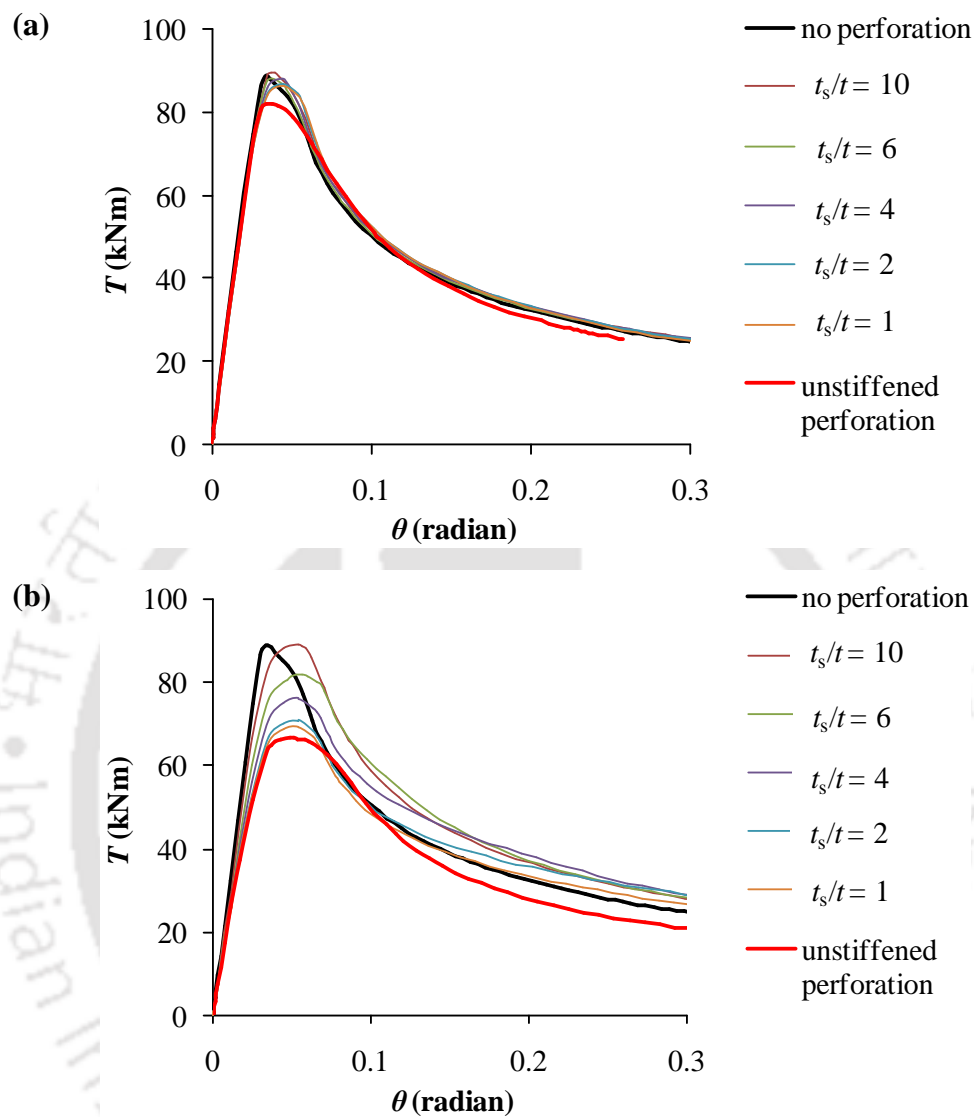 (a)
100
80
60
40
20
0
T (kNm)
0
0.1
0.2
0.3
θ (radian)
no perforation
ts/t = 10
ts/t = 6
ts/t = 4
ts/t = 2
ts/t = 1
unstiffened
perforation
(b)
100
80
60
40
20
0
T (kNm)
0
0.1
0.2
0.3
θ (radian)
no perforation
ts/t = 10
ts/t = 6
ts/t = 4
ts/t = 2
ts/t = 1
unstiffened
perforation
Indian